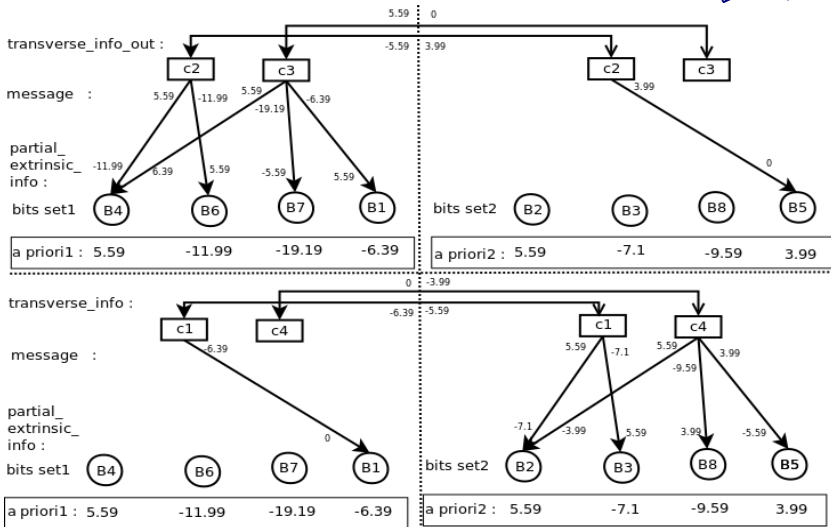 5.59 0
transverse_info_out :
-5.59 3.99
c2 c3 c2 c3
message :
5.59 -11.99 5.59 -19.19 -6.39 3.99
partial_
extrinsic_
info :
-11.99 6.39 5.59 -5.59 5.59 0
bits set1 B4 B6 B7 B1 bits set2 B2 B3 B8 B5
a priori1 : 5.59 -11.99 -19.19 -6.39 a priori2 : 5.59 -7.1 -9.59 3.99
0 -3.99
transverse_info :
-6.39 -5.59
c1 c4 c1 c4
message :
-6.39 5.59 -7.1 5.59 -9.59 3.99
partial_
extrinsic_
info :
0 -7.1 -3.99 5.59 3.99 -5.59
bits set1 B4 B6 B7 B1 bits set2 B2 B3 B8 B5
a priori1 : 5.59 -11.99 -19.19 -6.39 a priori2 : 5.59 -7.1 -9.59 3.99